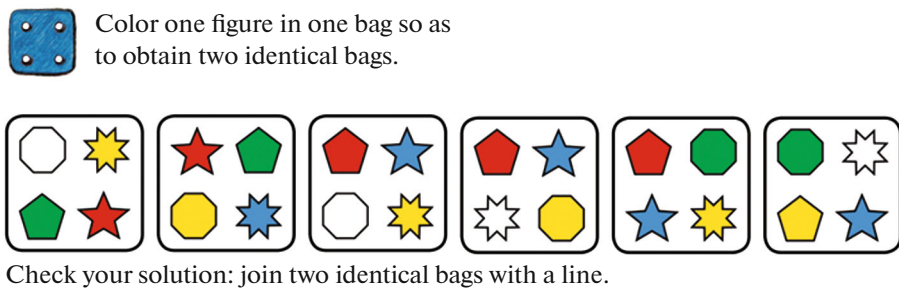 Color one figure in one bag so as
to obtain two identical bags.
Check your solution: join two identical bags with a line.